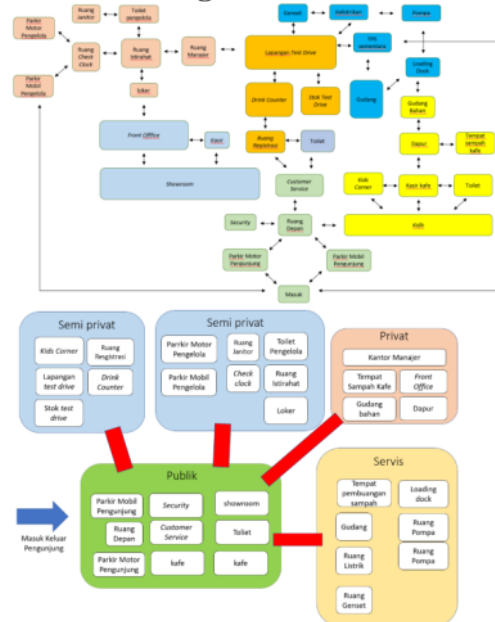 Ruang
Janitor
Toilet
pengelola
Parkir
Motor
Pengelola
Ruang
Check
Clock
Ruang
Istirahat
Ruang
Manajer
Parkir
Mobil
Pengelola
loker
Genset
Pompa
Lapangan Test Drive
Loading
Dock
Drink Counter
Stok Test
Drive
Gudang
Gudang
Bahan
Front Office
Kasir
Ruang
Registrasi
Toilet
Dapur
Tempat
sampah
kafe
Showroom
Customer
Service
Kids
Corner
Kasir kafe
Toilet
Security
Ruang
Depan
Kafe
Parkir Motor
Pengunjung
Parkir Mobil
Pengunjung
Masuk
Semi privat
Kids Corner
Ruang
Resgistrasi
Lapangan
test drive
Drink
Counter
Stok test
drive
Semi privat
Parrkir Motor
Pengelola
Ruang
Janitor
Toilet
Pengelola
Parkir Mobil
Pengelola
Check
clock
Ruang
Istirahat
Loker
Privat
Kantor Manajer
Tempat
Sampah Kafe
Front
Office
Gudang
bahan
Dapur
Masuk Keluar
Pengunjung
Publik
Parkir Mobil
Pengunjung
Security
showroom
Ruang
Depan
Customer
Service
Toliet
Parkir Motor
Pengunjung
kafe
kafe
Servis
Tempat
pembuangan
sampah
Loading
dock
Gudang
Ruang
Pompa
Ruang
Listrik
Ruang
Pompa
Ruang
Genset